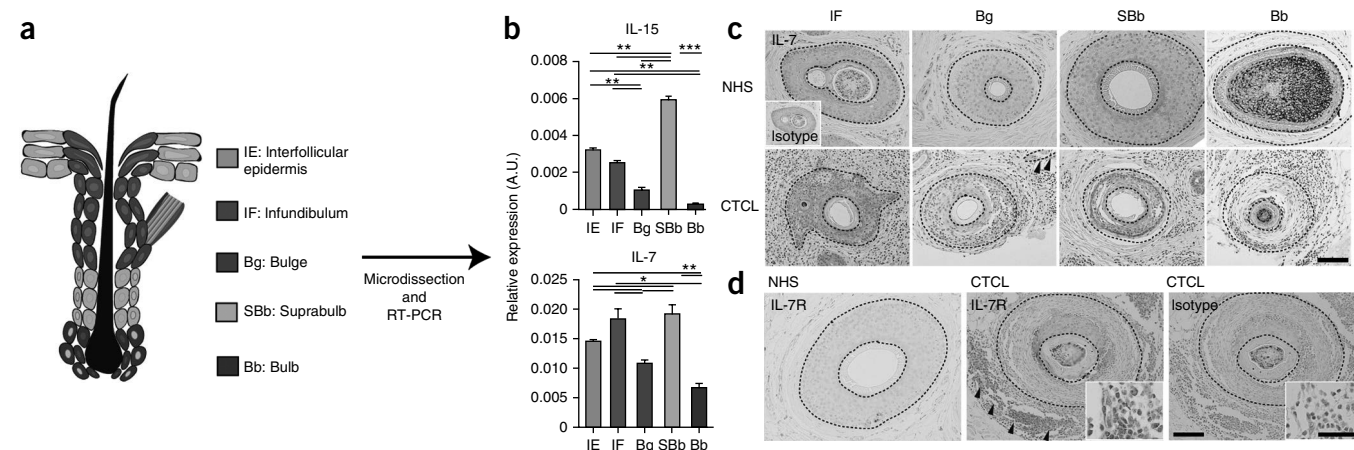 a
IE: Interfollicular
epidermis
IF: Infundibulum
Bg: Bulge
SBb: Suprabulb
Bb: Bulb
Microdissection
and
RT-PCR
b
Relative expression (A.U.)
IL-15
** ***
**
**
0.008
0.006
0.004
0.002
0
IE IF Bg SBb Bb
IL-7
**
*
0.025
0.020
0.015
0.010
0.005
0
IE IF Bg SBb Bb
c
IF Bg SBb Bb
IL-7
NHS
Isotype
CTCL
d
NHS CTCL CTCL
IL-7R IL-7R Isotype